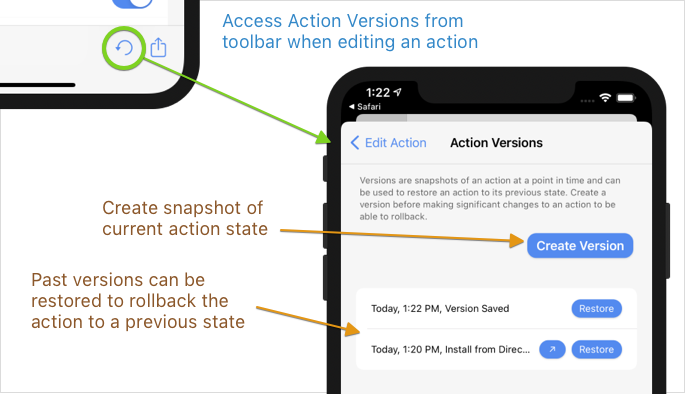 Access Action Versions from
toolbar when editing an action
1:22
Safari
Edit Action
Action Versions
Versions are snapshots of an action at a point in time and can
be used to restore an action to its previous state. Create a
version before making significant changes to an action to be
able to rollback.
Create snapshot of
current action state
Create Version
Past versions can be
restored to rollback the
action to a previous state
Today, 1:22 PM, Version Saved
Restore
Today, 1:20 PM, Install from Direc...
Restore